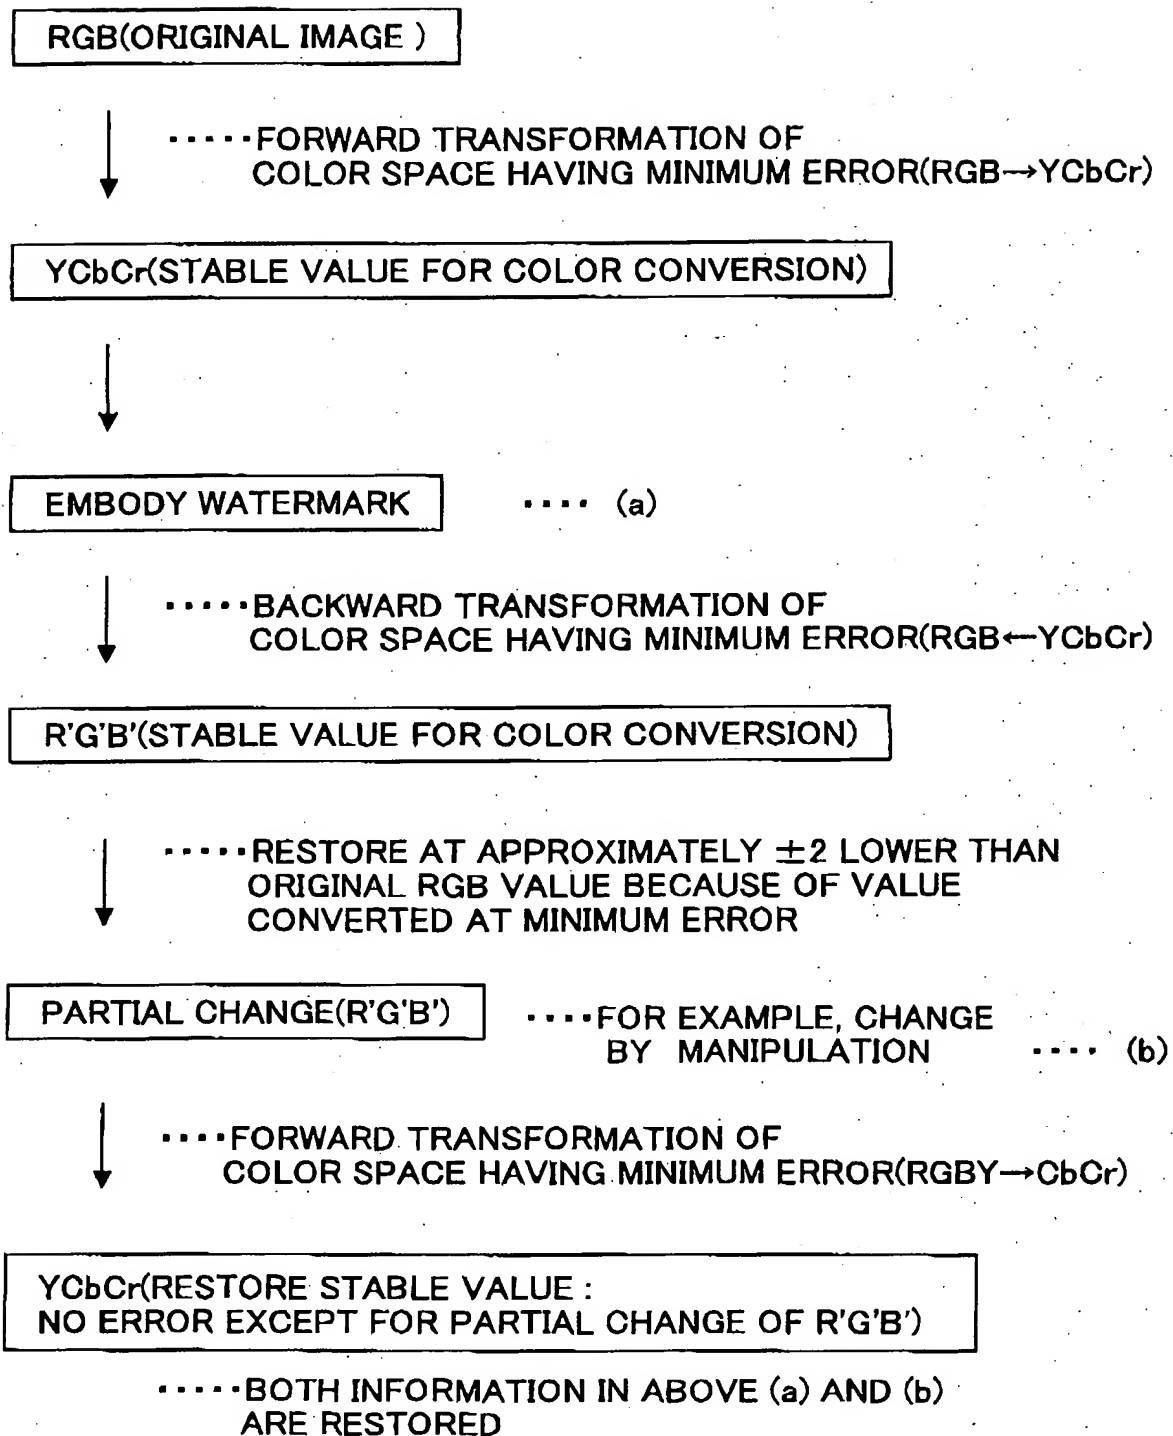 RGB(ORIGINAL IMAGE )
·····FORWARD TRANSFORMATION OF
COLOR SPACE HAVING MINIMUM ERROR(RGB→YCbCr)
YCbCr(STABLE VALUE FOR COLOR CONVERSION)
EMBODY WATERMARK ···· (a)
·····BACKWARD TRANSFORMATION OF
COLOR SPACE HAVING MINIMUM ERROR(RGB←YCbCr)
R'G'B'(STABLE VALUE FOR COLOR CONVERSION)
·····RESTORE AT APPROXIMATELY ±2 LOWER THAN
ORIGINAL RGB VALUE BECAUSE OF VALUE
CONVERTED AT MINIMUM ERROR
PARTIAL CHANGE(R'G'B') ····FOR EXAMPLE, CHANGE
BY MANIPULATION ···· (b)
····FORWARD TRANSFORMATION OF
COLOR SPACE HAVING MINIMUM ERROR(RGBY→CbCr)
YCbCr(RESTORE STABLE VALUE :
NO ERROR EXCEPT FOR PARTIAL CHANGE OF R'G'B')
·····BOTH INFORMATION IN ABOVE (a) AND (b)
ARE RESTORED